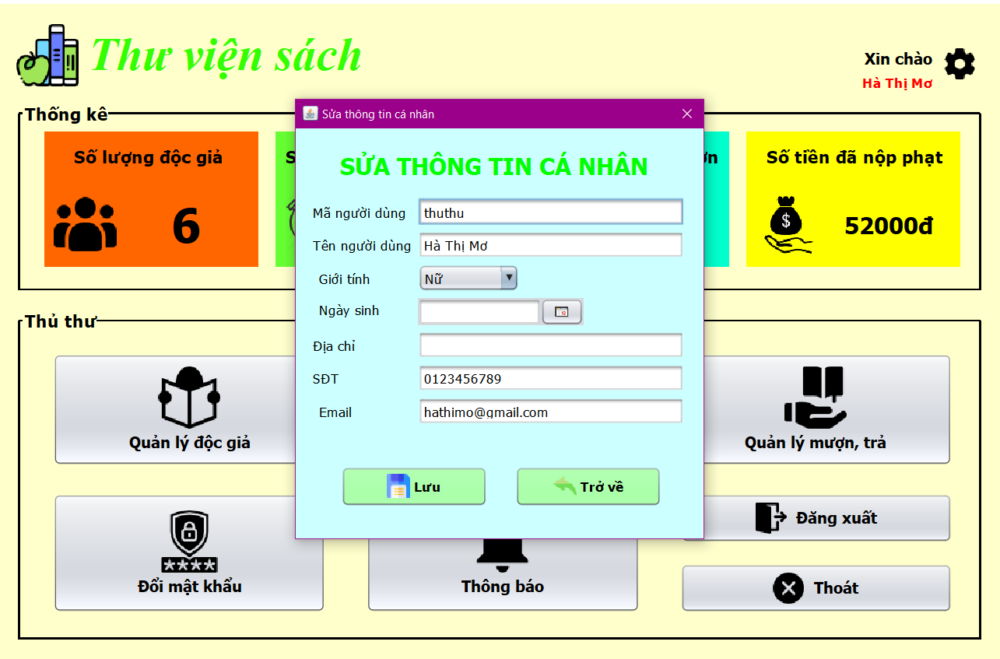 Thư viện sách
Xin chào
Hà Thị Mơ
Thống kê
Số lượng độc giả
6
Số tiền đã nộp phạt
$
52000đ
Sửa thông tin cá nhân
SỬA THÔNG TIN CÁ NHÂN
Mã người dùng thuthu
Tên người dùng Hà Thị Mơ
Giới tính Nữ
Ngày sinh
Địa chỉ
SĐT 0123456789
Email hathimo@gmail.com
Lưu Trở về
Thủ thư
Quản lý độc giả
Quản lý mượn, trả
Đổi mật khẩu
Thông báo
Đăng xuất
Thoát